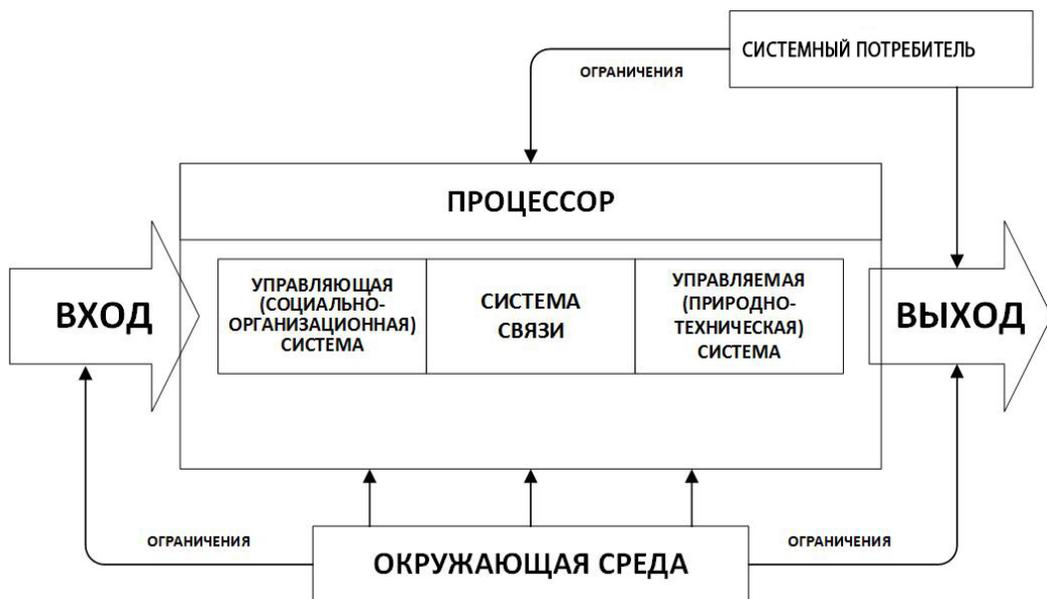 СИСТЕМНЫЙ ПОТРЕБИТЕЛЬ
ОГРАНИЧЕНИЯ
ПРОЦЕССОР
ВХОД
УПРАВЛЯЮЩАЯ
(СОЦИАЛЬНО-
ОРГАНИЗАЦИОННАЯ)
СИСТЕМА
СИСТЕМА
СВЯЗИ
УПРАВЛЯЕМАЯ
(ПРИРОДНО-
ТЕХНИЧЕСКАЯ)
СИСТЕМА
ВЫХОД
ОГРАНИЧЕНИЯ
ОГРАНИЧЕНИЯ
ОКРУЖАЮЩАЯ СРЕДА